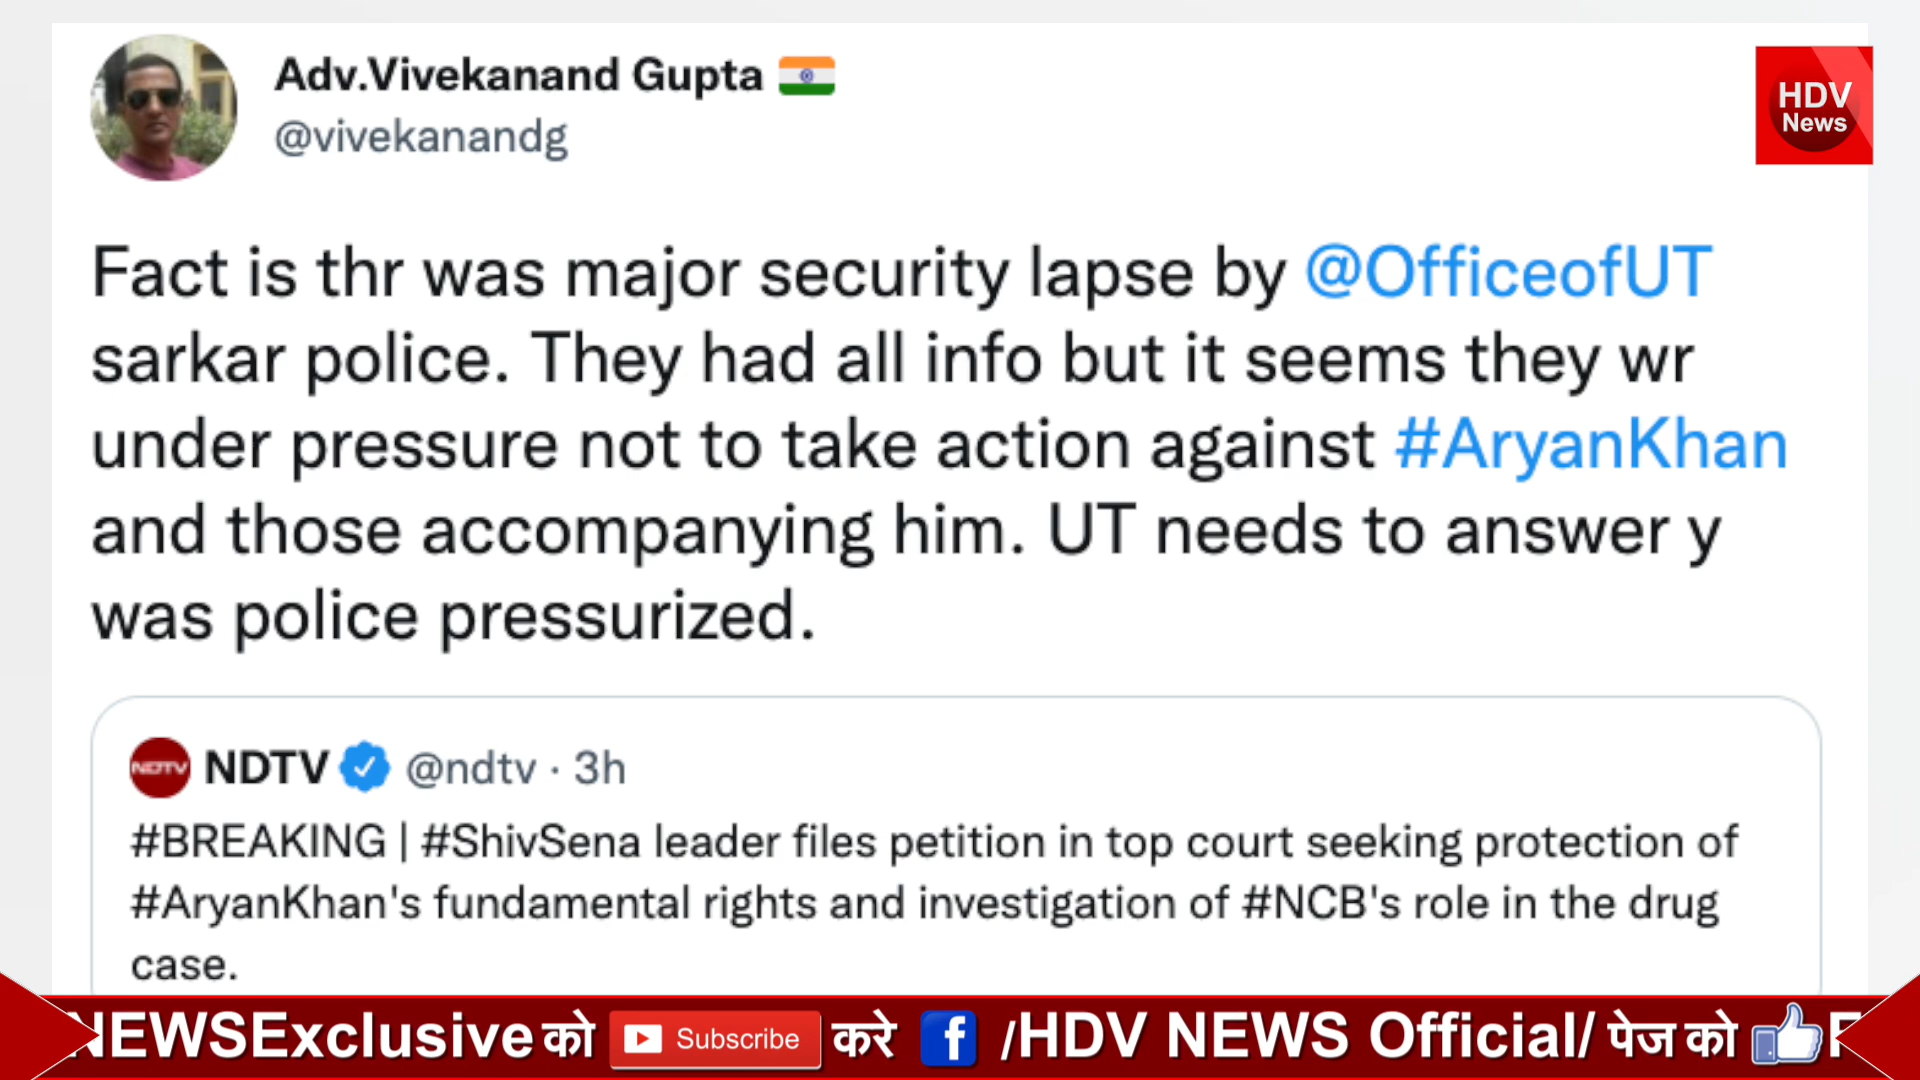 Adv.Vivekanand Gupta
@vivekanandg
HDV
News
Fact is thr was major security lapse by @OfficeofUT
sarkar police. They had all info but it seems they wr
under pressure not to take action against #AryanKhan
and those accompanying him. UT needs to answer y
was police pressurized.
NDTV NDTV @ndtv · 3h
#BREAKING | #ShivSena leader files petition in top court seeking protection of
#AryanKhan's fundamental rights and investigation of #NCB's role in the drug
case.
NEWSExclusive को Subscribe करे f /HDV NEWS Official/ पेज को